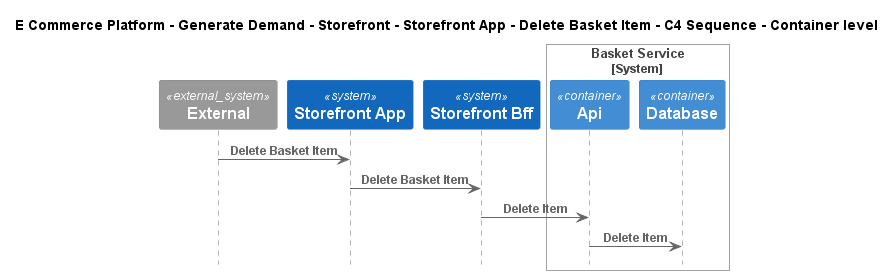 E Commerce Platform - Generate Demand - Storefront - Storefront App - Delete Basket Item - C4 Sequence - Container level
Basket Service
[System]
«external_system»
External
«system»
Storefront App
«system»
Storefront Bff
«container»
Api
«container»
Database
Delete Basket Item
Delete Basket Item
Delete Item
Delete Item